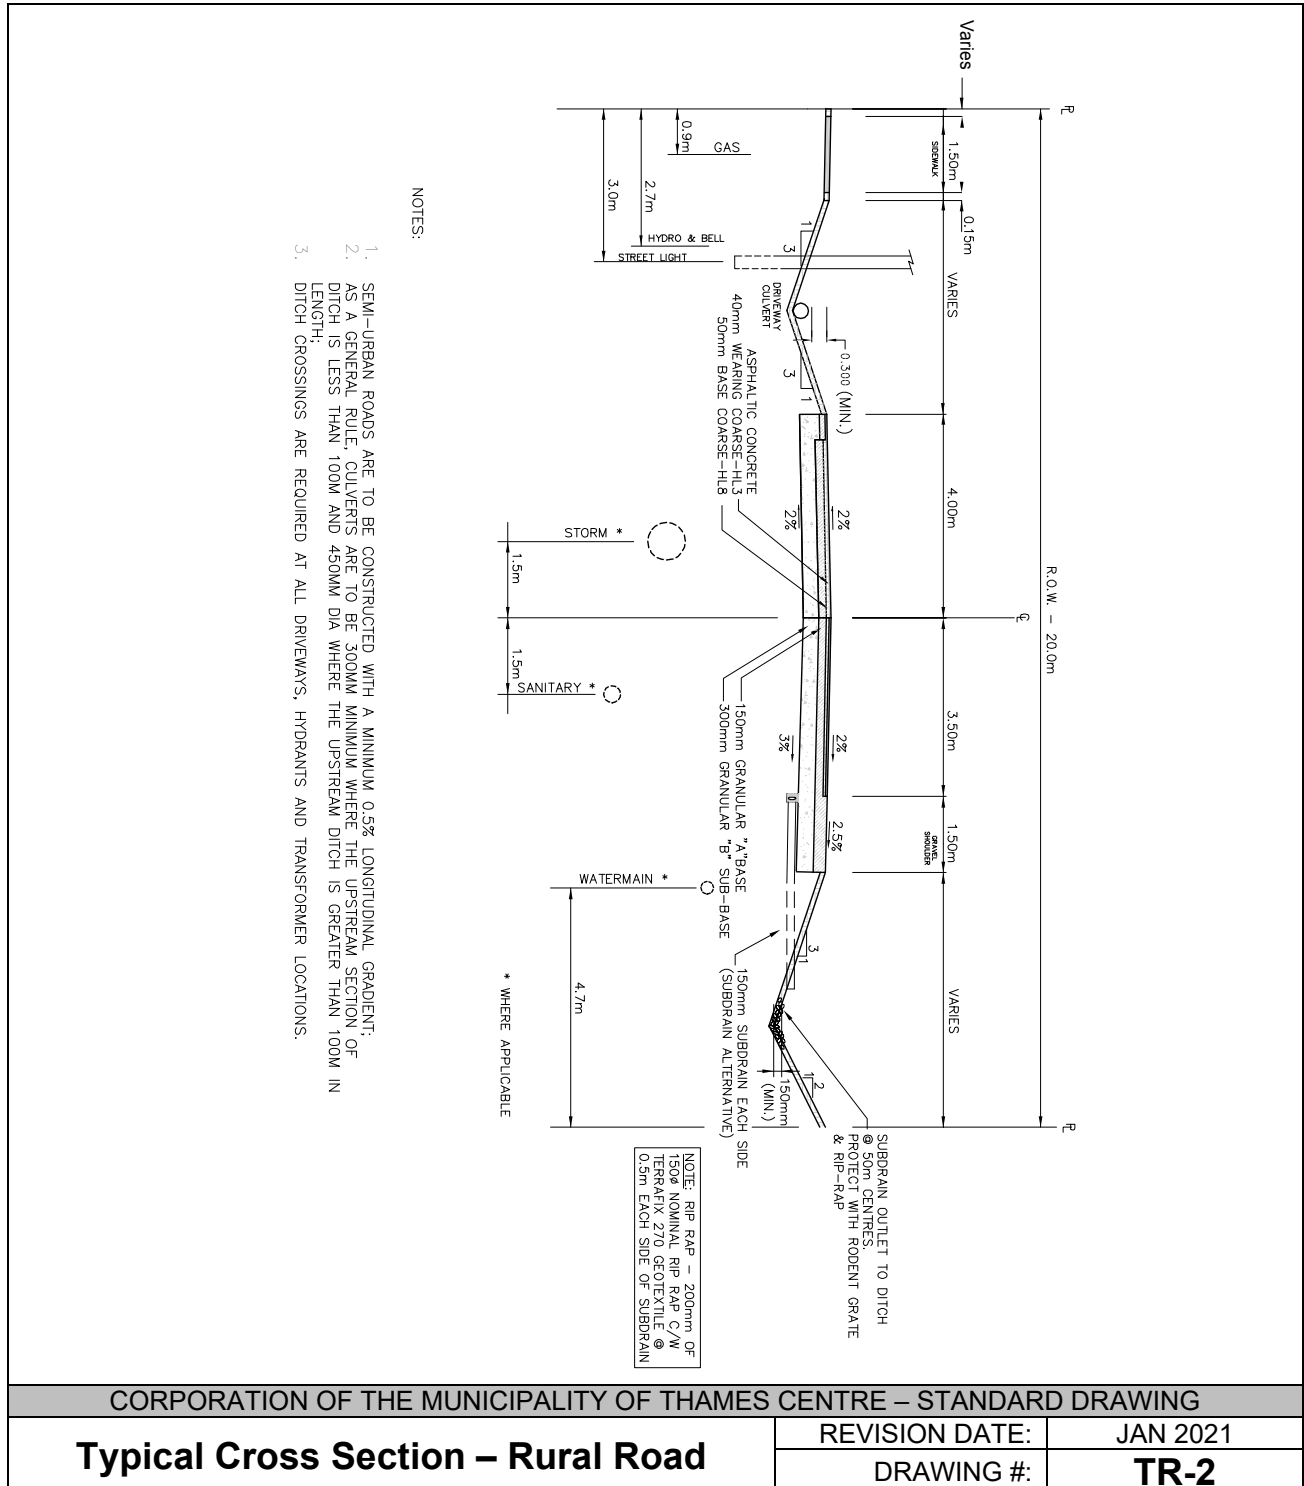 R.O.W. – 20.0m
Varies
1.50m
SIDEWALK
0.15m
VARIES
4.00m
3.50m
1.50m
GRAVEL
SHOULDER
VARIES
0.300 (MIN.)
2%
2%
2.5%
2%
3%
1
3
3
1
3
1
2
1
SUBDRAIN OUTLET TO DITCH
@ 50m CENTRES.
PROTECT WITH RODENT GRATE
& RIP-RAP
DRIVEWAY
CULVERT
0.9m
GAS
2.7m
HYDRO & BELL
3.0m
STREET LIGHT
ASPHALTIC CONCRETE
40mm WEARING COARSE-HL3
50mm BASE COARSE-HL8
150mm GRANULAR "A"BASE
300mm GRANULAR "B" SUB-BASE
150mm SUBDRAIN EACH SIDE
(SUBDRAIN ALTERNATIVE)
150mm
(MIN.)
STORM *
1.5m
1.5m
SANITARY *
WATERMAIN *
4.7m
* WHERE APPLICABLE
NOTE: RIP RAP – 200mm OF
150ø NOMINAL RIP RAP C/W
TERRAFIX 270 GEOTEXTILE @
0.5m EACH SIDE OF SUBDRAIN
NOTES:
1. SEMI-URBAN ROADS ARE TO BE CONSTRUCTED WITH A MINIMUM 0.5% LONGITUDINAL GRADIENT;
2. AS A GENERAL RULE, CULVERTS ARE TO BE 300MM MINIMUM WHERE THE UPSTREAM SECTION OF
DITCH IS LESS THAN 100M AND 450MM DIA WHERE THE UPSTREAM DITCH IS GREATER THAN 100M IN
LENGTH;
3. DITCH CROSSINGS ARE REQUIRED AT ALL DRIVEWAYS, HYDRANTS AND TRANSFORMER LOCATIONS.
CORPORATION OF THE MUNICIPALITY OF THAMES CENTRE – STANDARD DRAWING
Typical Cross Section – Rural Road
REVISION DATE: JAN 2021
DRAWING #: TR-2